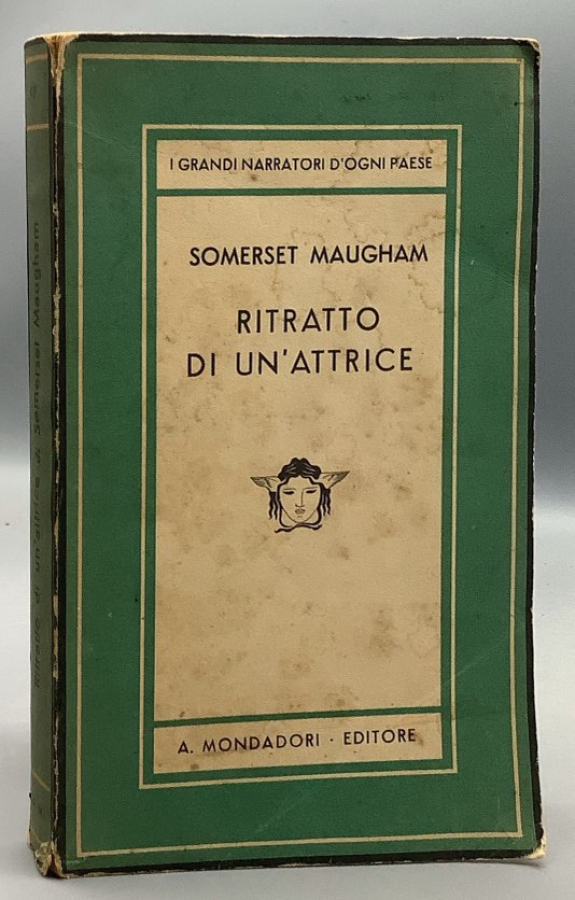 I GRANDI NARRATORI D'OGNI PAESE
SOMERSET MAUGHAM
RITRATTO
DI UN'ATTRICE
A. MONDADORI · EDITORE
Ritratto di un'attrice di Somerset Maugham